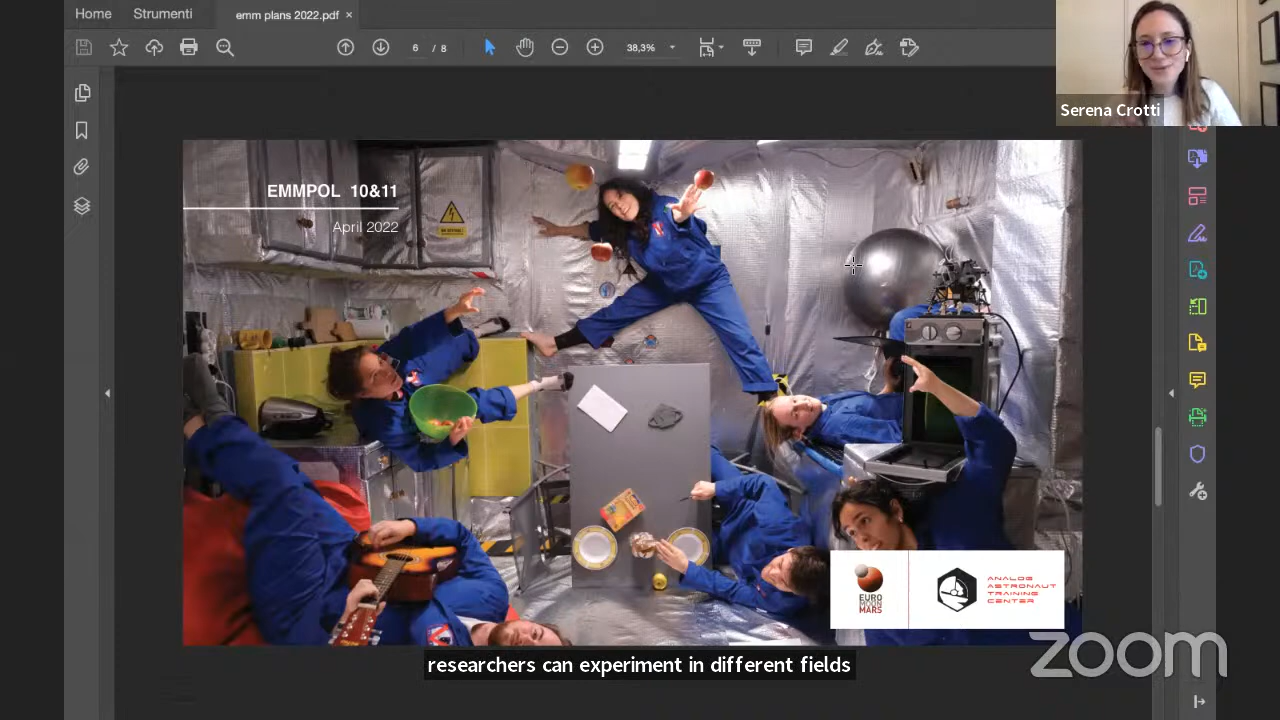 Home Strumenti emm plans 2022.pdf ×
6 / 8 38,3%
Serena Crotti
EMMPOL 10&11
April 2022
EURO
MOON
MARS
ANALOG
ASTRONAUT
TRAINING
CENTER
researchers can experiment in different fields
zoom